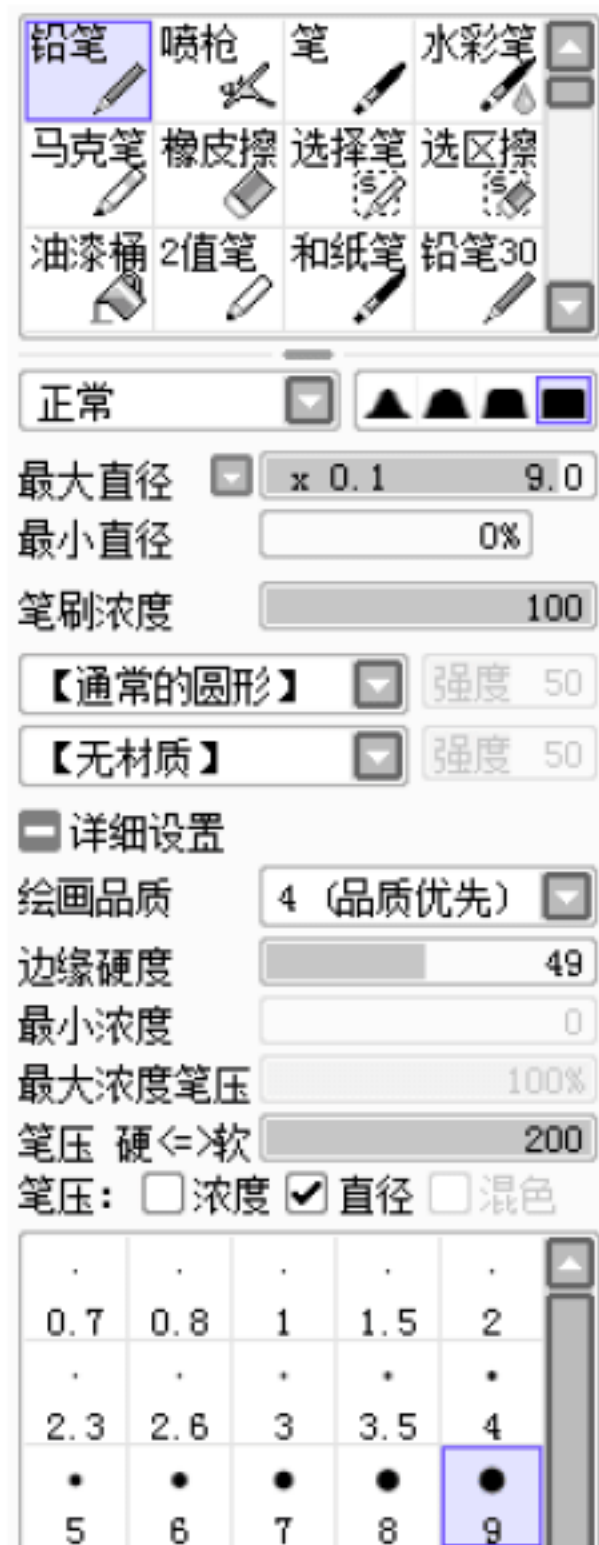 铅笔 喷枪 笔 水彩笔
马克笔 橡皮擦 选择笔 选区擦
油漆桶 2值笔 和纸笔 铅笔30
正常
最大直径 x 0.1 9.0
最小直径 0%
笔刷浓度 100
【通常的圆形】 强度 50
【无材质】 强度 50
详细设置
绘画品质 4 (品质优先)
边缘硬度 49
最小浓度 0
最大浓度笔压 100%
笔压 硬<=>软 200
笔压: 浓度 直径 混色
0.7 0.8 1 1.5 2
2.3 2.6 3 3.5 4
5 6 7 8 9